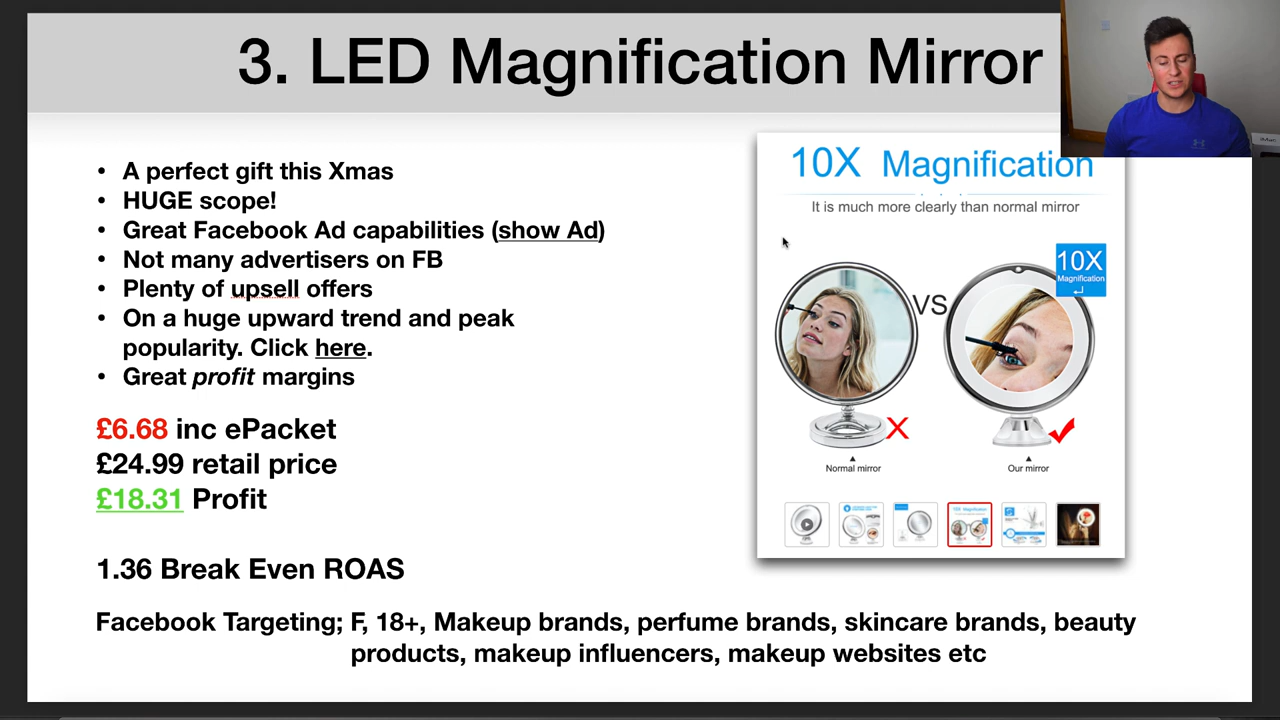 3. LED Magnification Mirror
• A perfect gift this Xmas
• HUGE scope!
• Great Facebook Ad capabilities (show Ad)
• Not many advertisers on FB
• Plenty of upsell offers
• On a huge upward trend and peak
popularity. Click here.
• Great profit margins
£6.68 inc ePacket
£24.99 retail price
£18.31 Profit
1.36 Break Even ROAS
Facebook Targeting; F, 18+, Makeup brands, perfume brands, skincare brands, beauty
products, makeup influencers, makeup websites etc
10X Magnification
It is much more clearly than normal mirror
10X
Magnification
VS
Normal mirror
Our mirror